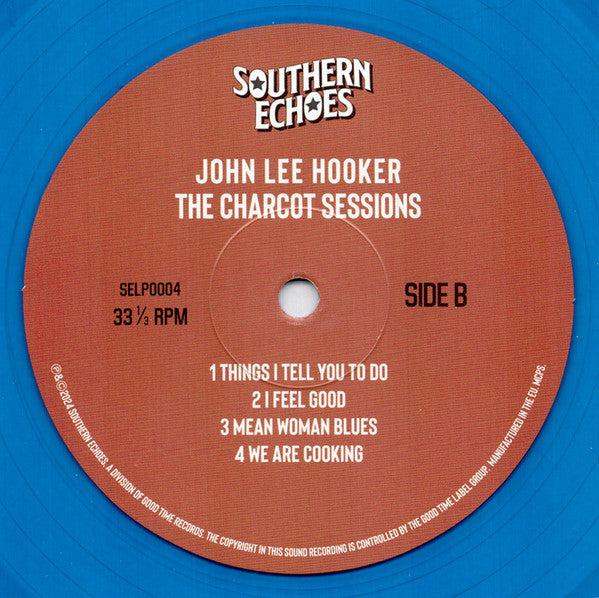 SOUTHERN
ECHOES
JOHN LEE HOOKER
THE CHARCOT SESSIONS
SELP0004
33 ⅓ RPM
SIDE B
1 THINGS I TELL YOU TO DO
2 I FEEL GOOD
3 MEAN WOMAN BLUES
4 WE ARE COOKING
℗ & ©2024 SOUTHERN ECHOES. A DIVISION OF GOOD TIME RECORDS. THE COPYRIGHT IN THIS SOUND RECORDING IS CONTROLLED BY THE GOOD TIME LABEL GROUP. MANUFACTURED IN THE EU. MCPS.